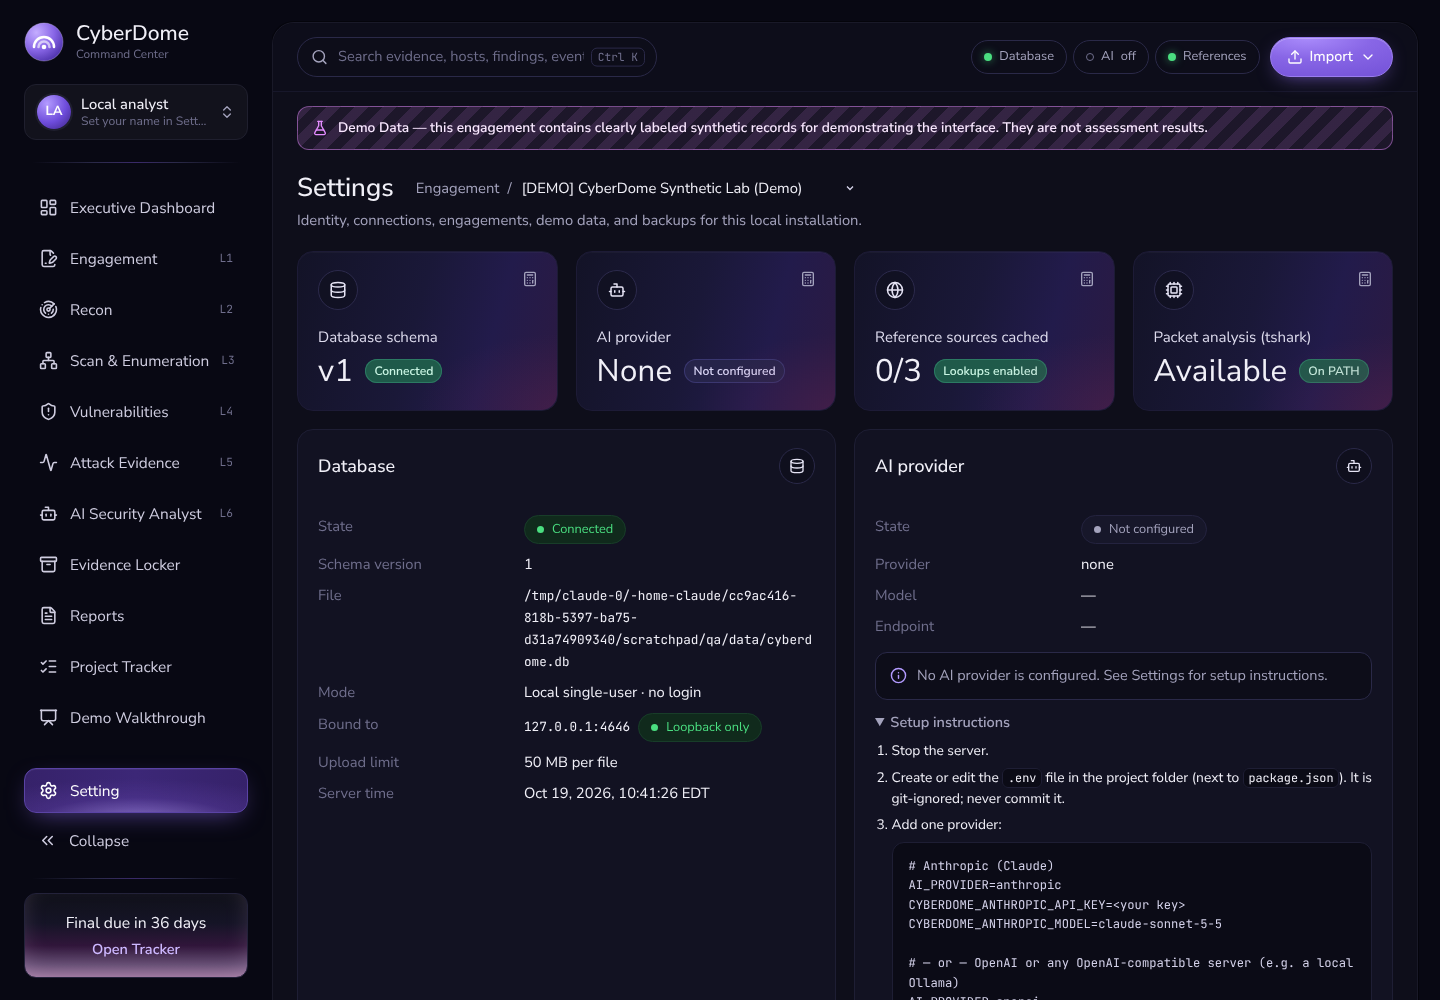 CyberDome
Command Center
LA
Local analyst
Set your name in Sett...
Executive Dashboard
Engagement L1
Recon L2
Scan & Enumeration L3
Vulnerabilities L4
Attack Evidence L5
AI Security Analyst L6
Evidence Locker
Reports
Project Tracker
Demo Walkthrough
Setting
Collapse
Final due in 36 days
Open Tracker
Search evidence, hosts, findings, event Ctrl K
Database
AI off
References
Import
Demo Data — this engagement contains clearly labeled synthetic records for demonstrating the interface. They are not assessment results.
Settings Engagement / [DEMO] CyberDome Synthetic Lab (Demo)
Identity, connections, engagements, demo data, and backups for this local installation.
Database schema
v1 Connected
AI provider
None Not configured
Reference sources cached
0/3 Lookups enabled
Packet analysis (tshark)
Available On PATH
Database
State Connected
Schema version 1
File /tmp/claude-0/-home-claude/cc9ac416-
818b-5397-ba75-
d31a74909340/scratchpad/qa/data/cyberd
ome.db
Mode Local single-user · no login
Bound to 127.0.0.1:4646 Loopback only
Upload limit 50 MB per file
Server time Oct 19, 2026, 10:41:26 EDT
AI provider
State Not configured
Provider none
Model —
Endpoint —
No AI provider is configured. See Settings for setup instructions.
Setup instructions
1. Stop the server.
2. Create or edit the .env file in the project folder (next to package.json). It is
git-ignored; never commit it.
3. Add one provider:
# Anthropic (Claude)
AI_PROVIDER=anthropic
CYBERDOME_ANTHROPIC_API_KEY=<your key>
CYBERDOME_ANTHROPIC_MODEL=claude-sonnet-5-5
# — or — OpenAI or any OpenAI-compatible server (e.g. a local
Ollama)